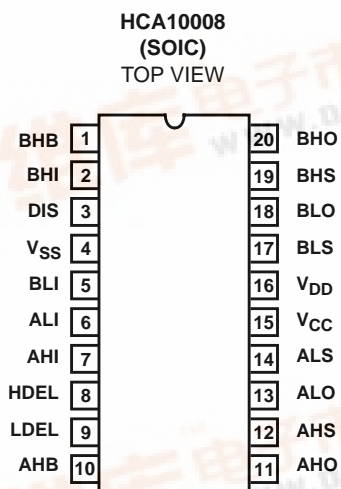 HCA10008
(SOIC)
TOP VIEW
BHB 1 20 BHO
BHI 2 19 BHS
DIS 3 18 BLO
VSS 4 17 BLS
BLI 5 16 VDD
ALI 6 15 VCC
AHI 7 14 ALS
HDEL 8 13 ALO
LDEL 9 12 AHS
AHB 10 11 AHO